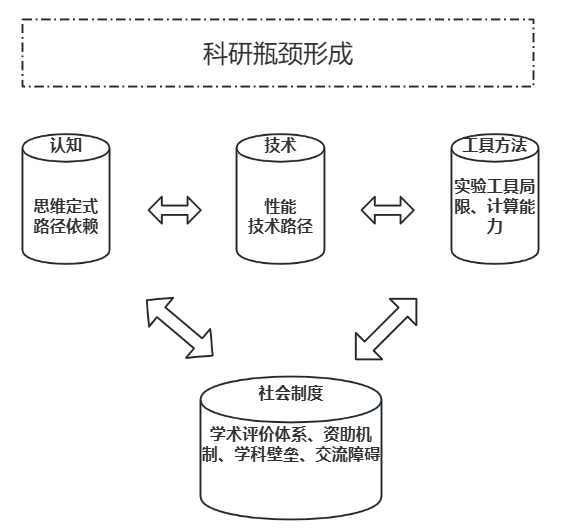 科研瓶颈形成
认知
技术
工具方法
思维定式
路径依赖
性能
技术路径
实验工具局
限、计算能
力
社会制度
学术评价体系、资助机
制、学科壁垒、交流障碍